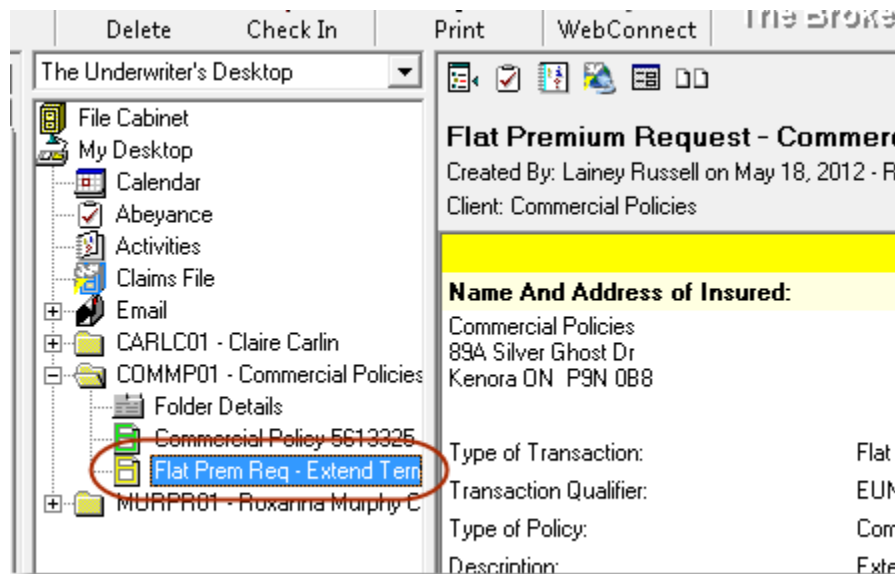 Delete Check In Print WebConnect The Broke
The Underwriter's Desktop
File Cabinet
My Desktop
Calendar
Abeyance
Activities
Claims File
Email
CARLC01 - Claire Carlin
COMMP01 - Commercial Policies
Folder Details
Commercial Policy 5613325
Flat Prem Req - Extend Term
MURPR01 - Roxanna Murphy C
Flat Premium Request - Commer
Created By: Lainey Russell on May 18, 2012 - R
Client: Commercial Policies
Name And Address of Insured:
Commercial Policies
89A Silver Ghost Dr
Kenora ON P9N 0B8
Type of Transaction: Flat
Transaction Qualifier: EUN
Type of Policy: Com
Description: Exte